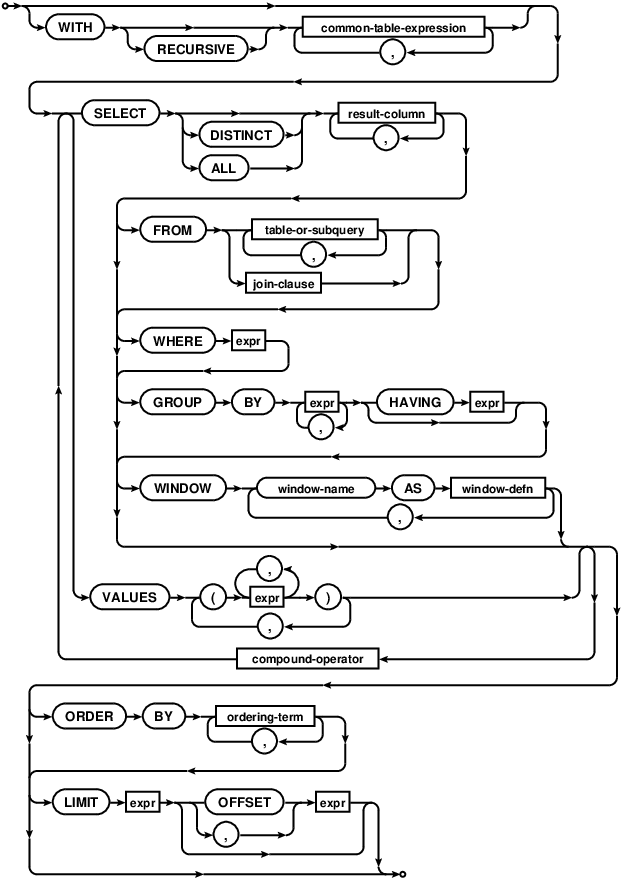 WITH
RECURSIVE
common-table-expression
,
SELECT
DISTINCT
ALL
result-column
,
FROM
table-or-subquery
,
join-clause
WHERE expr
GROUP BY expr HAVING expr
,
WINDOW window-name AS window-defn
,
,
VALUES ( expr )
,
compound-operator
ORDER BY ordering-term
,
LIMIT expr OFFSET expr
,